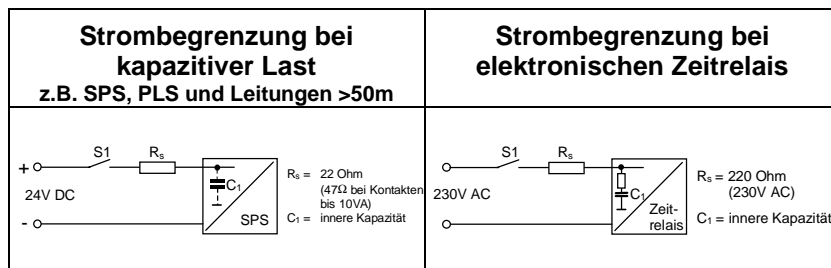 Strombegrenzung bei
kapazitiver Last
z.B. SPS, PLS und Leitungen >50m
Strombegrenzung bei
elektronischen Zeitrelais
S1
Rs
+
24V DC
-
C1
SPS
Rs = 22 Ohm
(47Ω bei Kontakten
bis 10VA)
C1 = innere Kapazität
S1
Rs
230V AC
C1
Zeit-
relais
Rs = 220 Ohm
(230V AC)
C1 = innere Kapazität